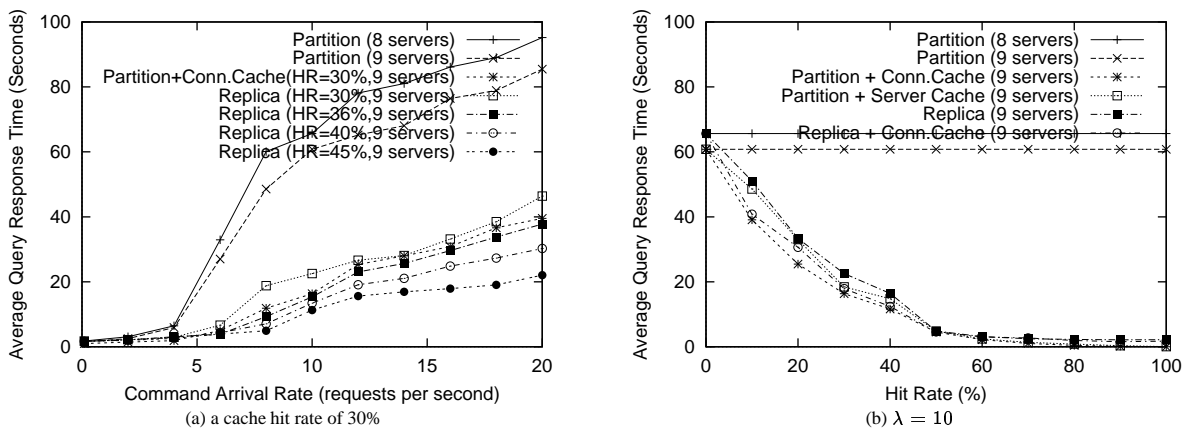 Average Query Response Time (Seconds)
100
80
60
40
20
0
Partition (8 servers)
Partition (9 servers)
Partition+Conn.Cache(HR=30%,9 servers)
Replica (HR=30%,9 servers)
Replica (HR=36%,9 servers)
Replica (HR=40%,9 servers)
Replica (HR=45%,9 servers)
0 5 10 15 20
Command Arrival Rate (requests per second)
(a) a cache hit rate of 30%
Average Query Response Time (Seconds)
100
80
60
40
20
0
Partition (8 servers)
Partition (9 servers)
Partition + Conn.Cache (9 servers)
Partition + Server Cache (9 servers)
Replica (9 servers)
Replica + Conn.Cache (9 servers)
0 20 40 60 80 100
Hit Rate (%)
(b) λ = 10